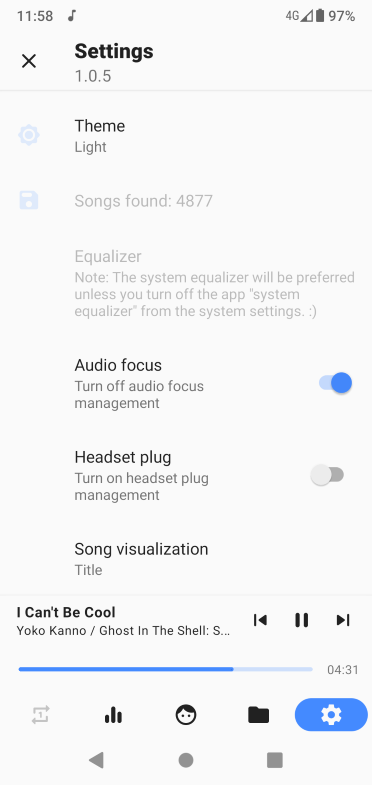 11:58
4G 97%
Settings
1.0.5
Theme
Light
Songs found: 4877
Equalizer
Note: The system equalizer will be preferred
unless you turn off the app "system
equalizer" from the system settings. :)
Audio focus
Turn off audio focus
management
Headset plug
Turn on headset plug
management
Song visualization
Title
I Can't Be Cool
Yoko Kanno / Ghost In The Shell: S...
04:31
1